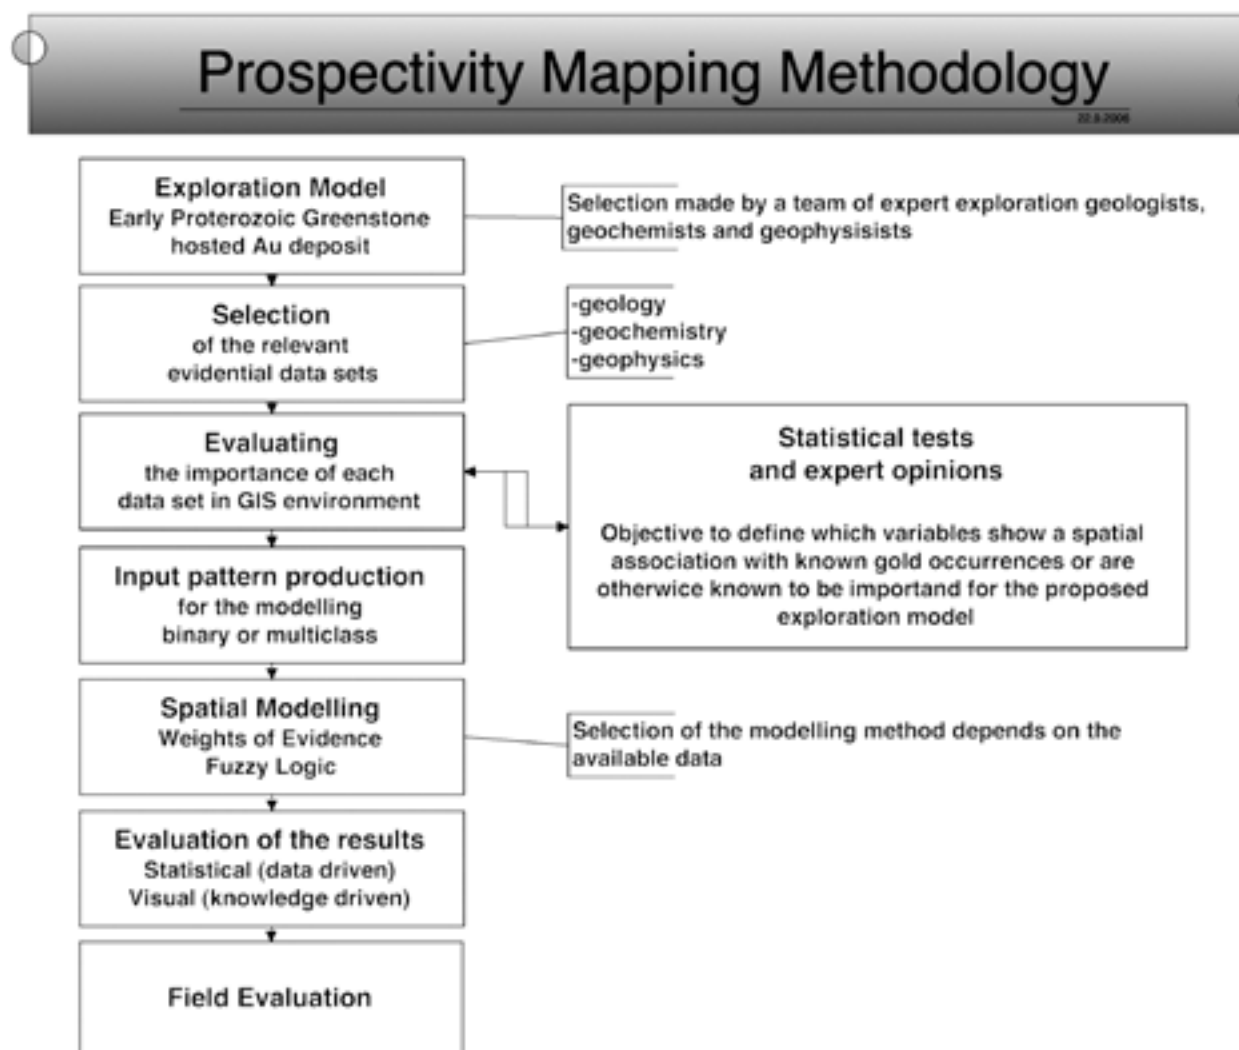 Prospectivity Mapping Methodology
22.9.2006
Exploration Model
Early Proterozoic Greenstone
hosted Au deposit
Selection made by a team of expert exploration geologists,
geochemists and geophysisists
Selection
of the relevant
evidential data sets
-geology
-geochemistry
-geophysics
Evaluating
the importance of each
data set in GIS environment
Statistical tests
and expert opinions
Objective to define which variables show a spatial
association with known gold occurrences or are
otherwice known to be importand for the proposed
exploration model
Input pattern production
for the modelling
binary or multiclass
Spatial Modelling
Weights of Evidence
Fuzzy Logic
Selection of the modelling method depends on the
available data
Evaluation of the results
Statistical (data driven)
Visual (knowledge driven)
Field Evaluation